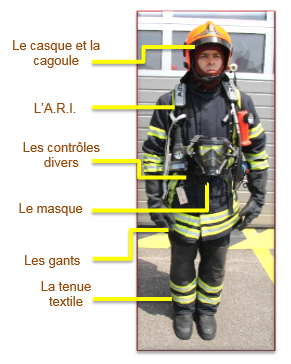 Le casque et la
cagoule
L'A.R.I.
Les contrôles
divers
Le masque
Les gants
La tenue
textile